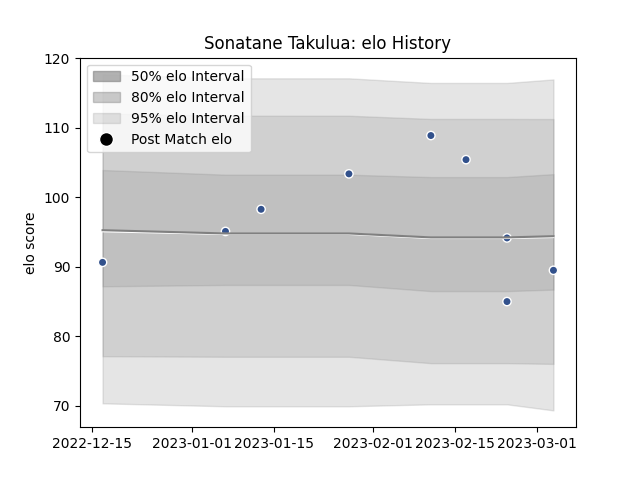 Sonatane Takulua: elo History
120
110
100
90
80
70
elo score
50% elo Interval
80% elo Interval
95% elo Interval
Post Match elo
2022-12-15
2023-01-01
2023-01-15
2023-02-01
2023-02-15
2023-03-01